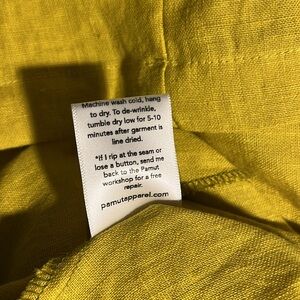 Machine wash cold, hang
to dry. To de-wrinkle,
tumble dry low for 5-10
minutes after garment is
line dried.
*If I rip at the seam or
lose a button, send me
back to the Pamut
workshop for a free
repair.
pamutapparel.com